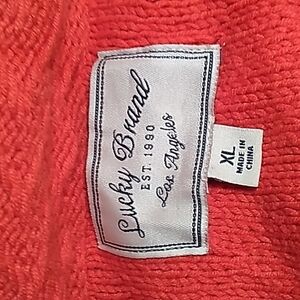 Lucky Brand
EST. 1990
Los Angeles
XL
MADE IN
CHINA